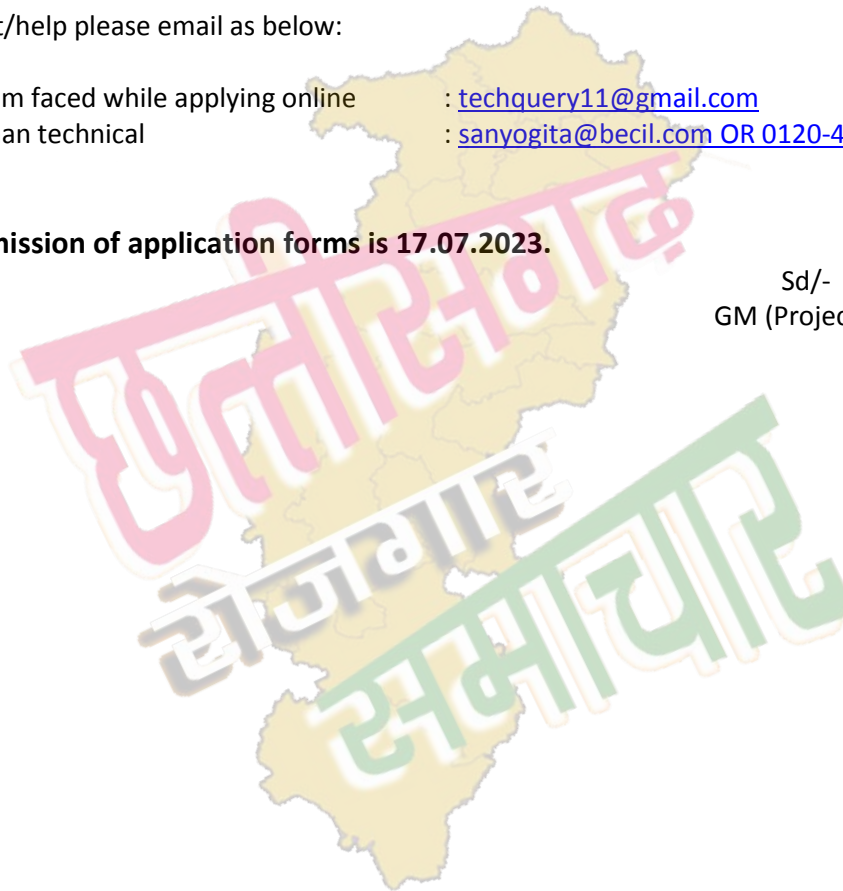 t/help please email as below:
m faced while applying online : techquery11@gmail.com
an technical : sanyogita@becil.com OR 0120-4
mission of application forms is 17.07.2023.
Sd/-
GM (Projec
छत्तीसगढ़
रोजगार
समाचार